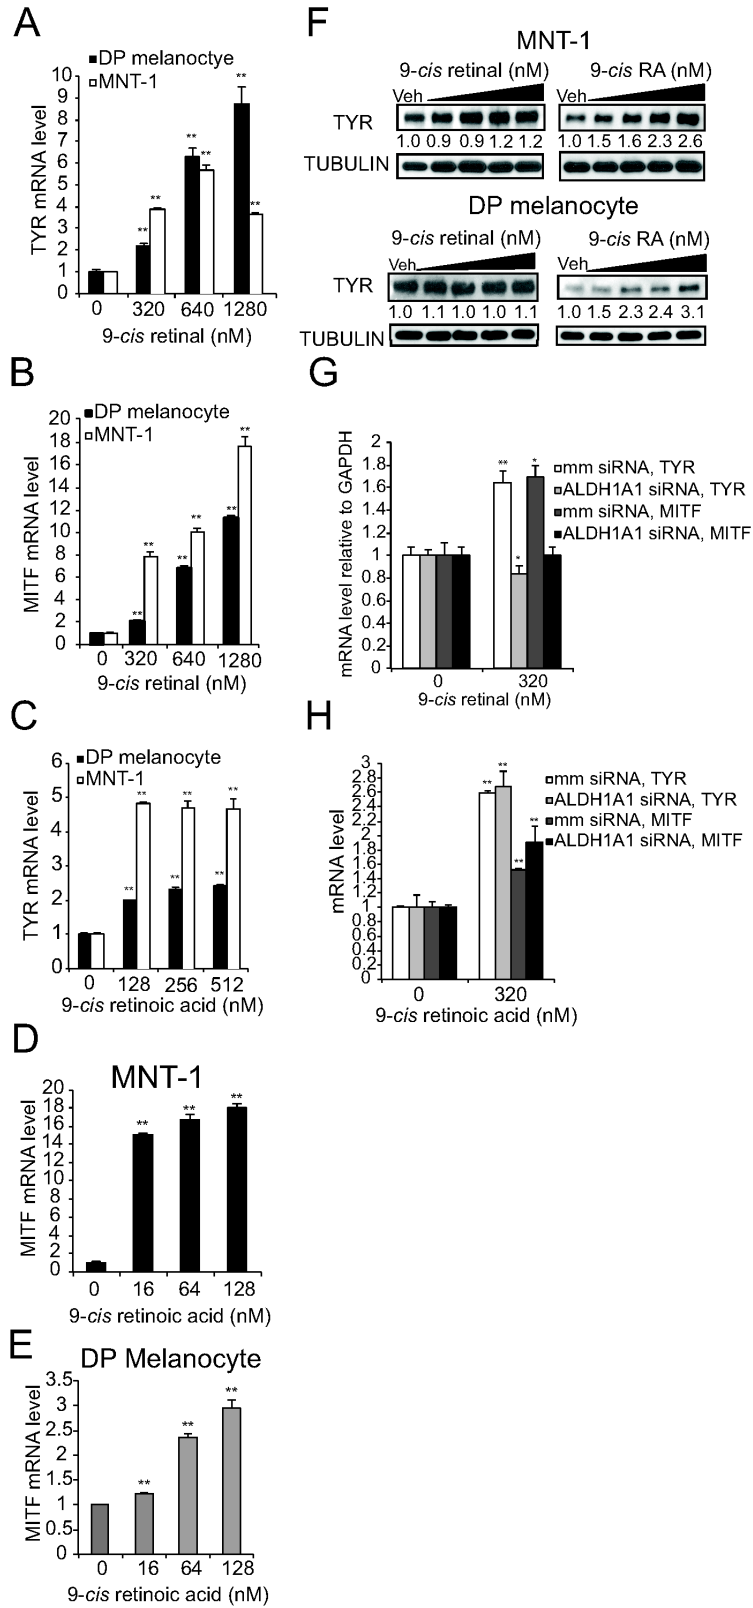 A
DP melanoctye
MNT-1
TYR mRNA level
10
9
8
7
6
5
4
3
2
1
0
** ** ** ** ** **
0 320 640 1280
9-cis retinal (nM)
B
DP melanocyte
MNT-1
MITF mRNA level
20
18
16
14
12
10
8
6
4
2
0
** ** ** ** ** **
0 320 640 1280
9-cis retinal (nM)
C
DP melanocyte
MNT-1
TYR mRNA level
6
5
4
3
2
1
0
** ** ** ** ** **
0 128 256 512
9-cis retinoic acid (nM)
D
MNT-1
MITF mRNA level
20
18
16
14
12
10
8
6
4
2
0
** ** **
0 16 64 128
9-cis retinoic acid (nM)
E
DP Melanocyte
MITF mRNA level
3.5
3
2.5
2
1.5
1
0.5
0
** ** **
0 16 64 128
9-cis retinoic acid (nM)
F
MNT-1
9-cis retinal (nM) 9-cis RA (nM)
Veh Veh
TYR
1.0 0.9 0.9 1.2 1.2 1.0 1.5 1.6 2.3 2.6
TUBULIN
DP melanocyte
9-cis retinal (nM) 9-cis RA (nM)
Veh Veh
TYR
1.0 1.1 1.0 1.0 1.1 1.0 1.5 2.3 2.4 3.1
TUBULIN
G
mRNA level relative to GAPDH
2
1.8
1.6
1.4
1.2
1
0.8
0.6
0.4
0.2
0
** * *
mm siRNA, TYR
ALDH1A1 siRNA, TYR
mm siRNA, MITF
ALDH1A1 siRNA, MITF
0 320
9-cis retinal (nM)
H
mRNA level
3
2.8
2.6
2.4
2.2
2
1.8
1.6
1.4
1.2
1
0.8
0.6
0.4
0.2
0
** ** ** **
mm siRNA, TYR
ALDH1A1 siRNA, TYR
mm siRNA, MITF
ALDH1A1 siRNA, MITF
0 320
9-cis retinoic acid (nM)